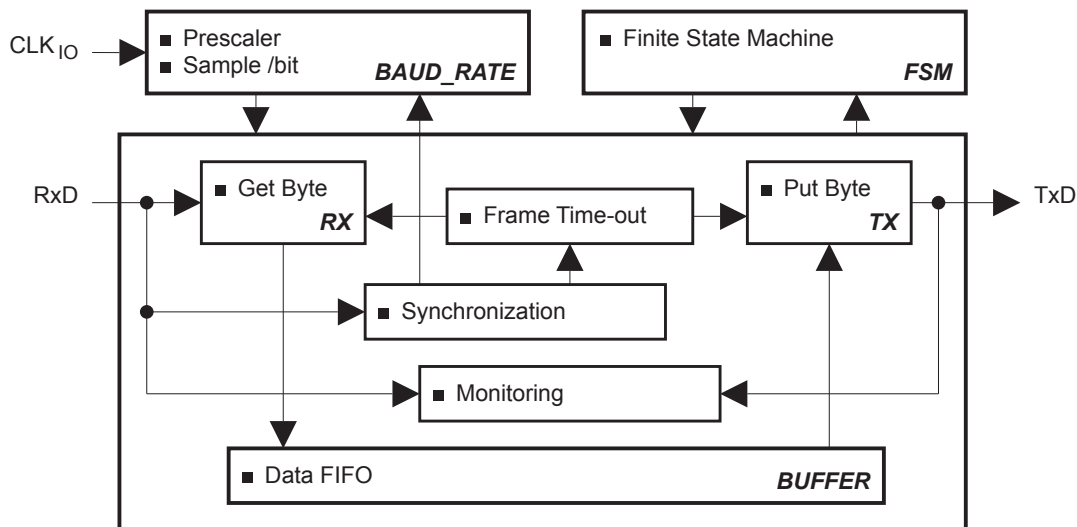 CLK IO
■ Prescaler
■ Sample /bit
BAUD_RATE
■ Finite State Machine
FSM
RxD
■ Get Byte
RX
■ Frame Time-out
■ Put Byte
TX
TxD
■ Synchronization
■ Monitoring
■ Data FIFO
BUFFER